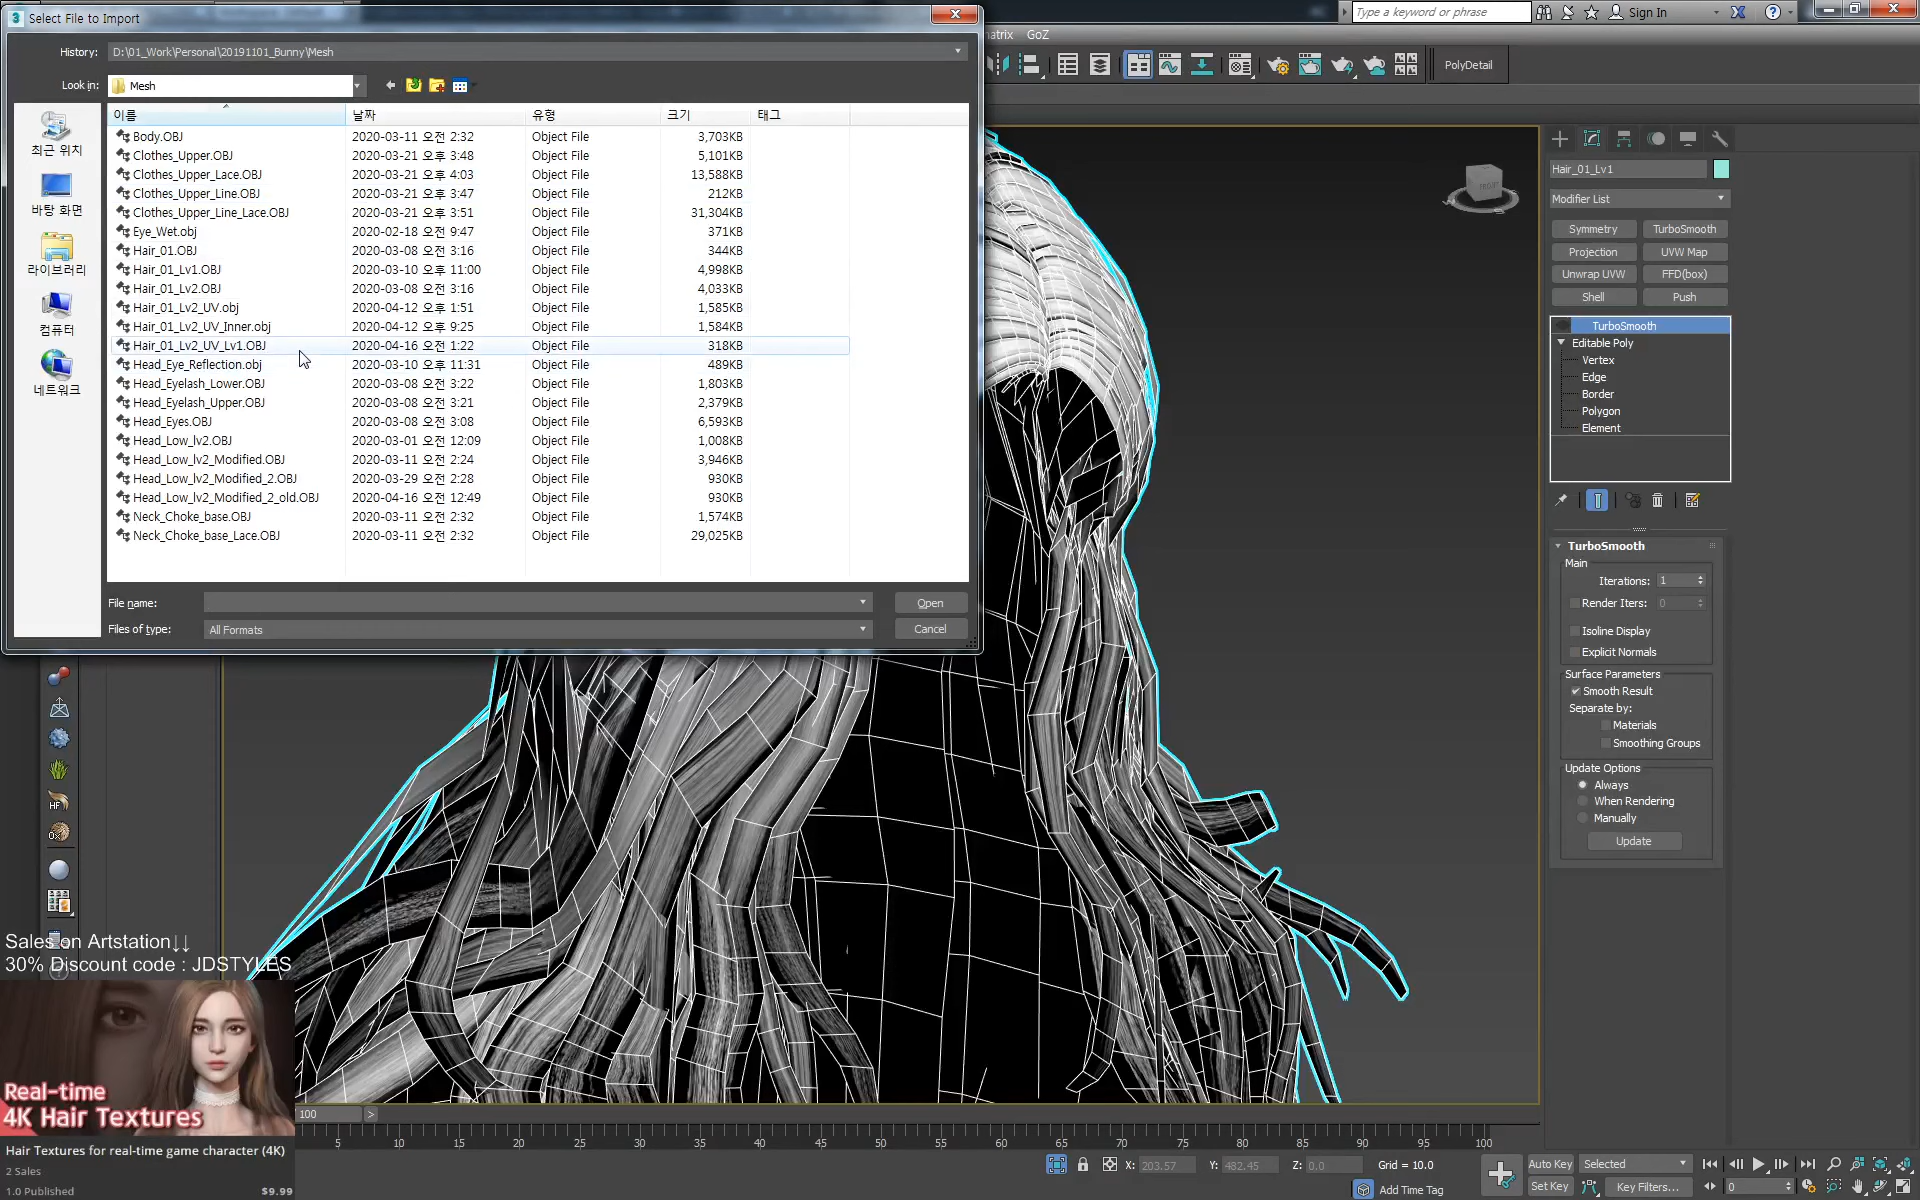 Select File to Import
Type a keyword or phrase
Sign In
History:
D:\01_Work\Personal\20191101_Bunny\Mesh
GoZ
Look in:
Mesh
PolyDetail
이름
날짜
유형
크기
태그
최근 위치
바탕 화면
라이브러리
컴퓨터
네트워크
Body.OBJ 2020-03-11 오전 2:32 Object File 3,703KB
Clothes_Upper.OBJ 2020-03-21 오후 3:48 Object File 5,101KB
Clothes_Upper_Lace.OBJ 2020-03-21 오후 4:03 Object File 13,588KB
Clothes_Upper_Line.OBJ 2020-03-21 오후 3:47 Object File 212KB
Clothes_Upper_Line_Lace.OBJ 2020-03-21 오후 3:51 Object File 31,304KB
Eye_Wet.obj 2020-02-18 오전 9:47 Object File 371KB
Hair_01.OBJ 2020-03-08 오전 3:16 Object File 344KB
Hair_01_Lv1.OBJ 2020-03-10 오후 11:00 Object File 4,998KB
Hair_01_Lv2.OBJ 2020-03-08 오전 3:16 Object File 4,033KB
Hair_01_Lv2_UV.obj 2020-04-12 오후 1:51 Object File 1,585KB
Hair_01_Lv2_UV_Inner.obj 2020-04-12 오후 9:25 Object File 1,584KB
Hair_01_Lv2_UV_Lv1.OBJ 2020-04-16 오전 1:22 Object File 318KB
Head_Eye_Reflection.obj 2020-03-10 오후 11:31 Object File 489KB
Head_Eyelash_Lower.OBJ 2020-03-08 오전 3:22 Object File 1,803KB
Head_Eyelash_Upper.OBJ 2020-03-08 오전 3:21 Object File 2,379KB
Head_Eyes.OBJ 2020-03-08 오전 3:08 Object File 6,593KB
Head_Low_lv2.OBJ 2020-03-01 오전 12:09 Object File 1,008KB
Head_Low_lv2_Modified.OBJ 2020-03-11 오전 2:24 Object File 3,946KB
Head_Low_lv2_Modified_2.OBJ 2020-03-29 오전 2:28 Object File 930KB
Head_Low_lv2_Modified_2_old.OBJ 2020-04-16 오전 12:49 Object File 930KB
Neck_Choke_base.OBJ 2020-03-11 오전 2:32 Object File 1,574KB
Neck_Choke_base_Lace.OBJ 2020-03-11 오전 2:32 Object File 29,025KB
File name:
Open
Files of type:
All Formats
Cancel
Hair_01_Lv1
Modifier List
Symmetry
TurboSmooth
Projection
UVW Map
Unwrap UVW
FFD(box)
Shell
Push
TurboSmooth
Editable Poly
Vertex
Edge
Border
Polygon
Element
TurboSmooth
Main
Iterations: 1
Render Iters: 0
Isoline Display
Explicit Normals
Surface Parameters
Smooth Result
Separate by:
Materials
Smoothing Groups
Update Options
Always
When Rendering
Manually
Update
Sales on Artstation↓↓
30% Discount code : JDSTYLES
Real-time
4K Hair Textures
Hair Textures for real-time game character (4K)
2 Sales
1.0 Published
$9.99
100 >
5 10 15 20 25 30 35 40 45 50 55 60 65 70 75 80 85 90 95 100
X: 203.57 Y: 482.45 Z: 0.0 Grid = 10.0
Add Time Tag
Auto Key
Selected
Set Key
Key Filters...
0